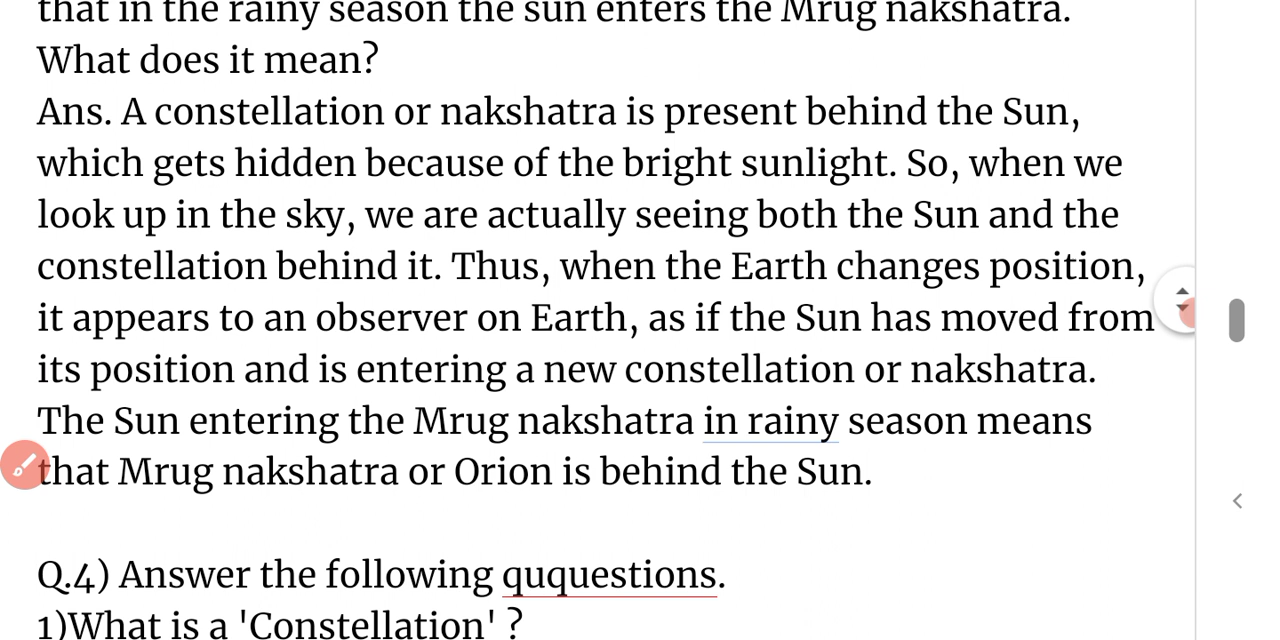 that in the rainy season the sun enters the Mrug nakshatra.
What does it mean?
Ans. A constellation or nakshatra is present behind the Sun,
which gets hidden because of the bright sunlight. So, when we
look up in the sky, we are actually seeing both the Sun and the
constellation behind it. Thus, when the Earth changes position,
it appears to an observer on Earth, as if the Sun has moved from
its position and is entering a new constellation or nakshatra.
The Sun entering the Mrug nakshatra in rainy season means
that Mrug nakshatra or Orion is behind the Sun.
Q.4) Answer the following ququestions.
1)What is a 'Constellation' ?